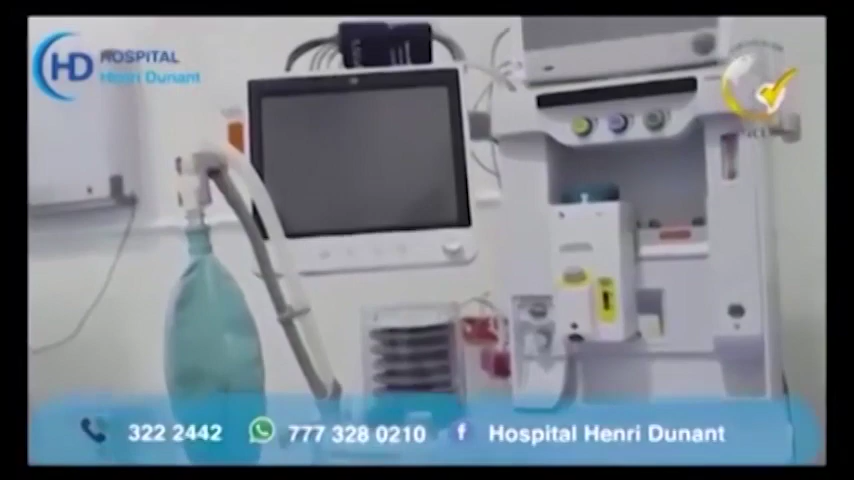 HD
HOSPITAL
Henri Dunant
322 2442
777 328 0210
f Hospital Henri Dunant